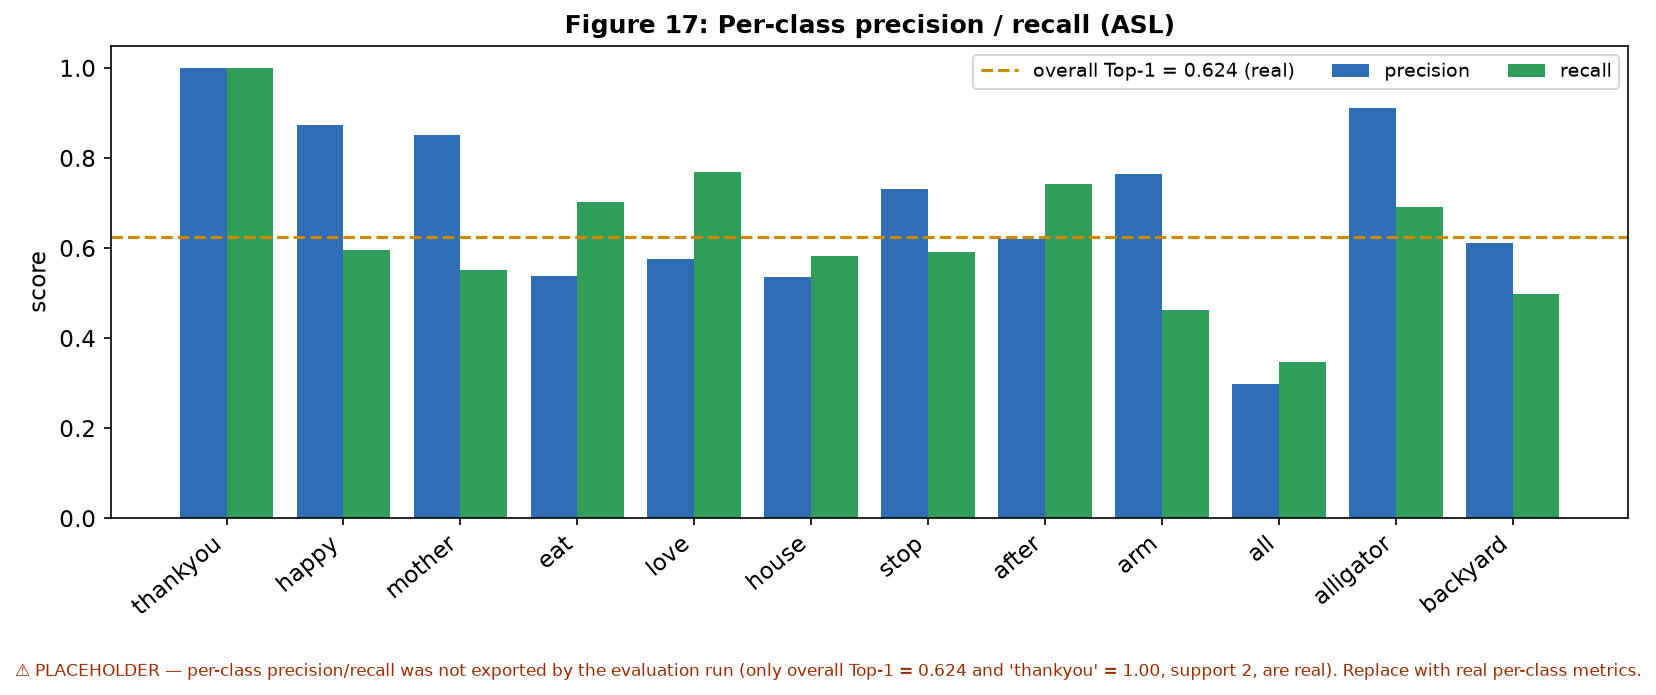 Figure 17: Per-class precision / recall (ASL)
overall Top-1 = 0.624 (real) precision recall
1.0
0.8
0.6
0.4
0.2
0.0
score
thankyou happy mother eat love house stop after arm all alligator backyard
⚠ PLACEHOLDER — per-class precision/recall was not exported by the evaluation run (only overall Top-1 = 0.624 and 'thankyou' = 1.00, support 2, are real). Replace with real per-class metrics.